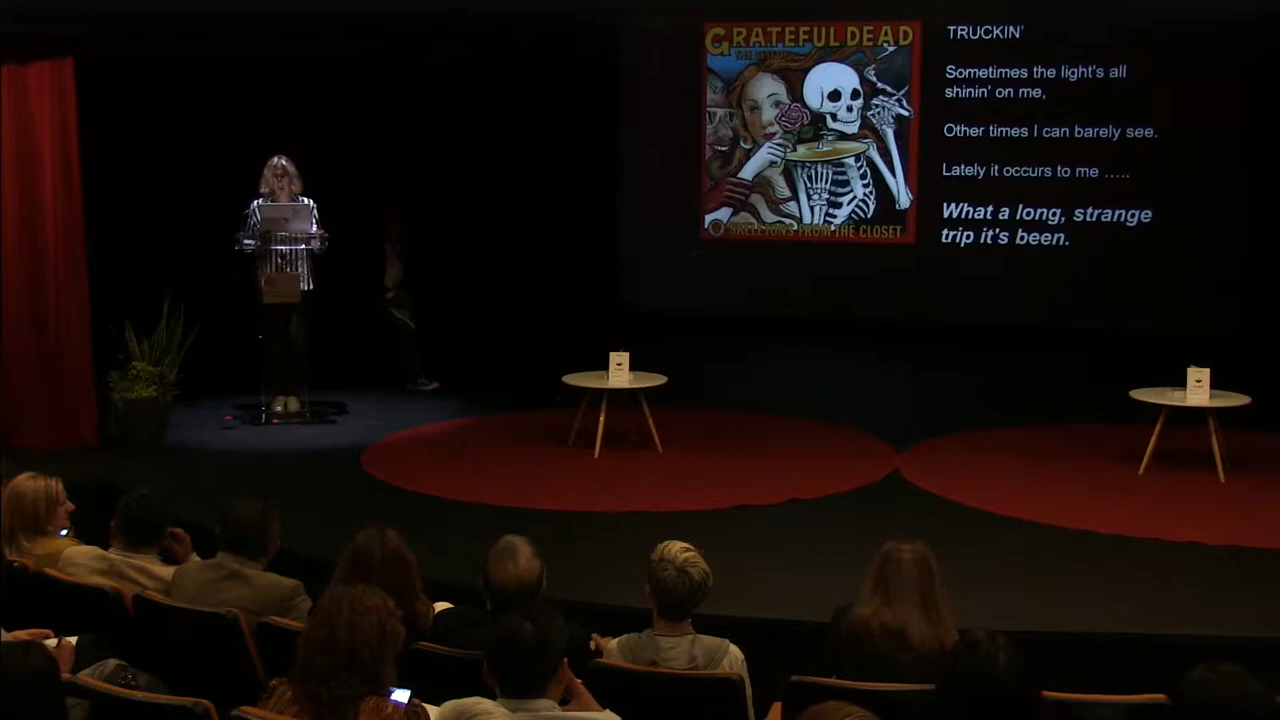 GRATEFUL DEAD
THE BEST OF
SKELETONS FROM THE CLOSET
TRUCKIN'
Sometimes the light's all
shinin' on me,
Other times I can barely see.
Lately it occurs to me .....
What a long, strange
trip it's been.